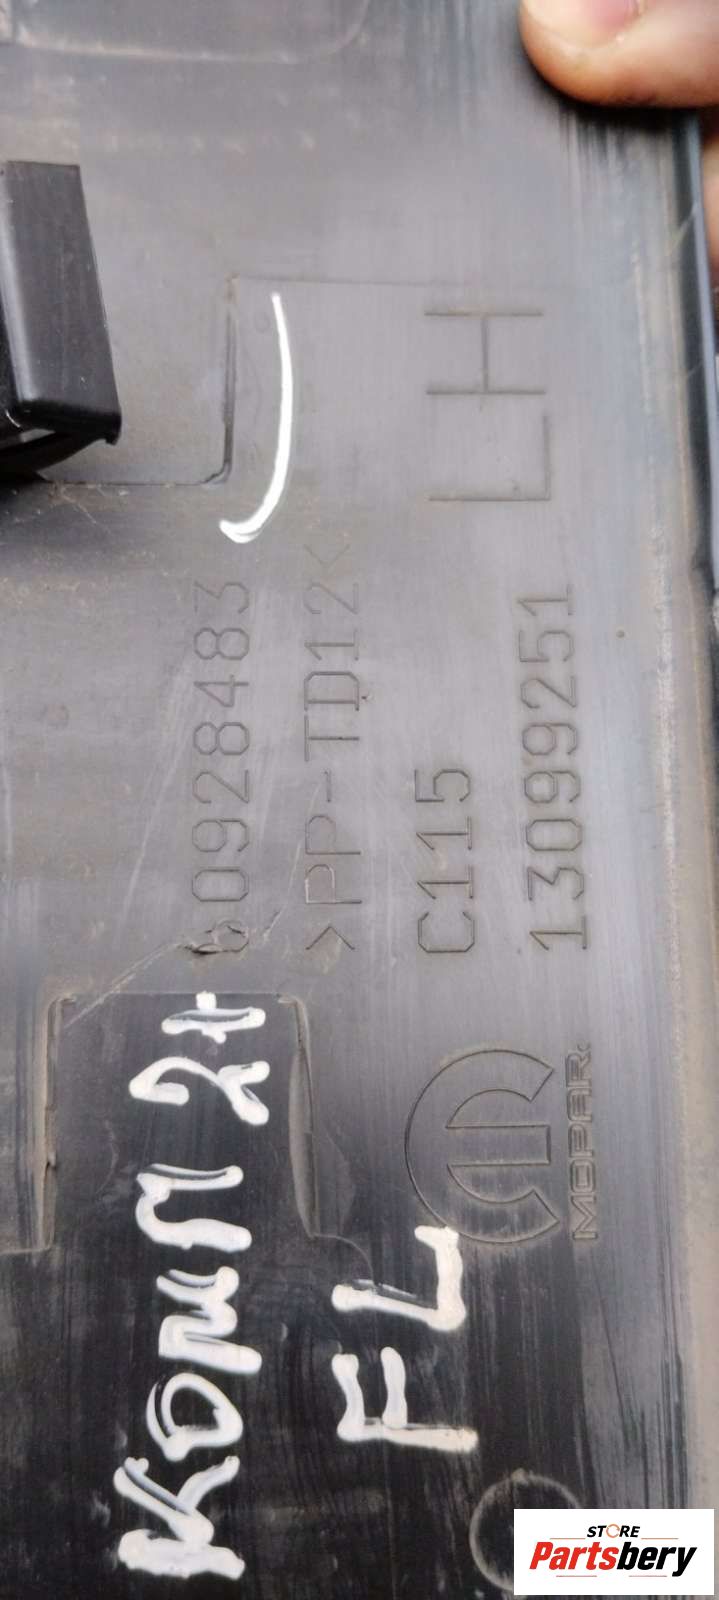 60928483
>PP-TD12<
C115
13099251
LH
MOPAR
КОМП 21
FL
STORE
Partsbery